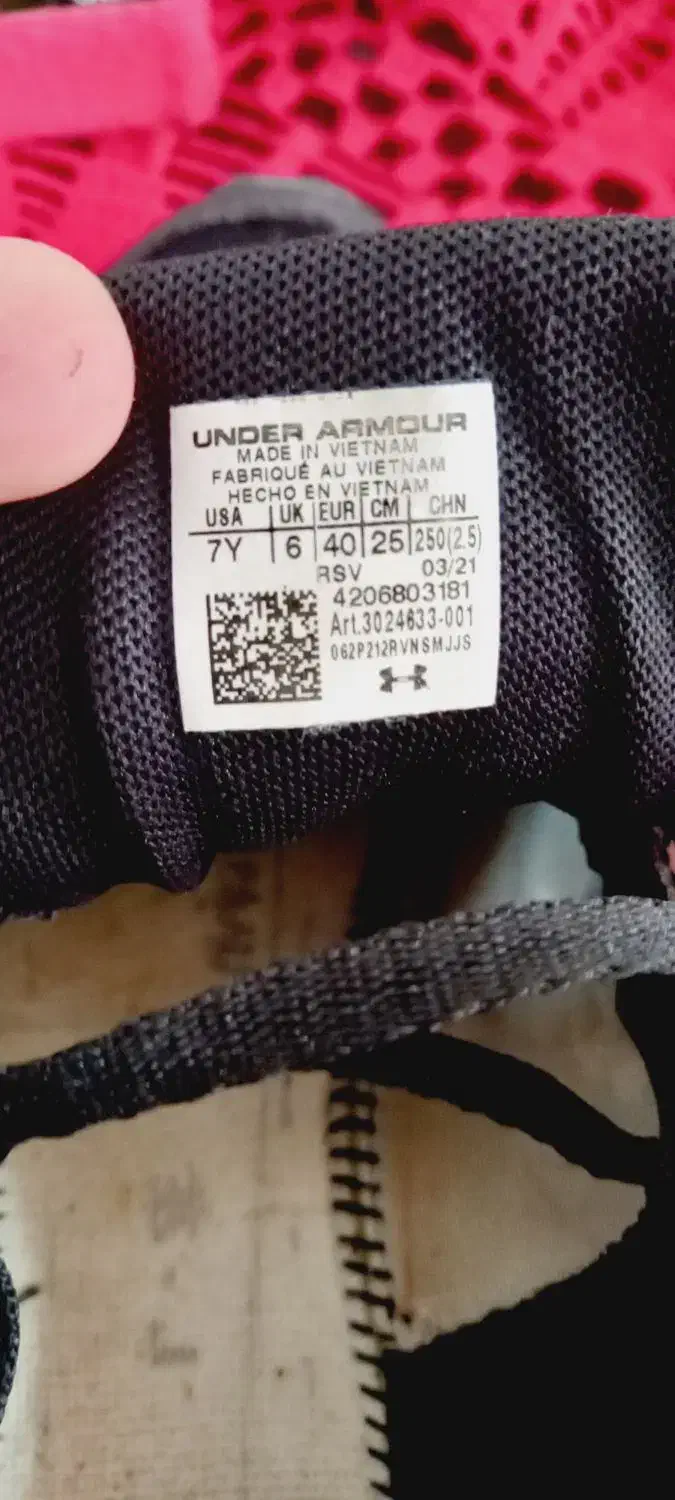 UNDER ARMOUR
MADE IN VIETNAM
FABRIQUÉ AU VIETNAM
HECHO EN VIETNAM
USA UK EUR CM CHN
7Y 6 40 25 250(2.5)
RSV 03/21
4206803181
Art.3024633-001
062P212RVNSMJJS